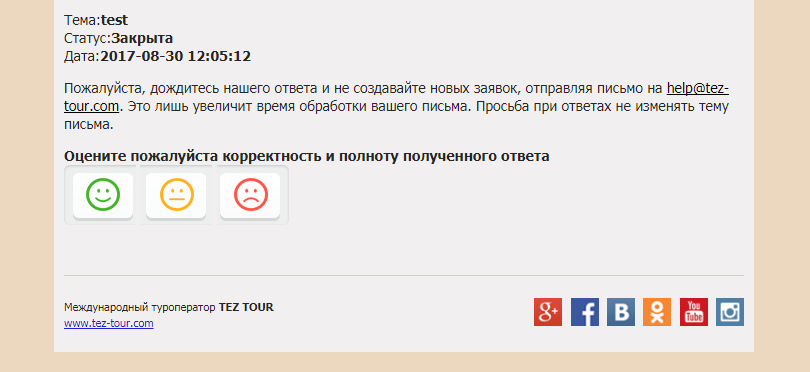 Тема:test
Статус:Закрыта
Дата:2017-08-30 12:05:12
Пожалуйста, дождитесь нашего ответа и не создавайте новых заявок, отправляя письмо на help@tez-
tour.com. Это лишь увеличит время обработки вашего письма. Просьба при ответах не изменять тему
письма.
Оцените пожалуйста корректность и полноту полученного ответа
Международный туроператор TEZ TOUR
www.tez-tour.com
g+
f
B
You
Tube